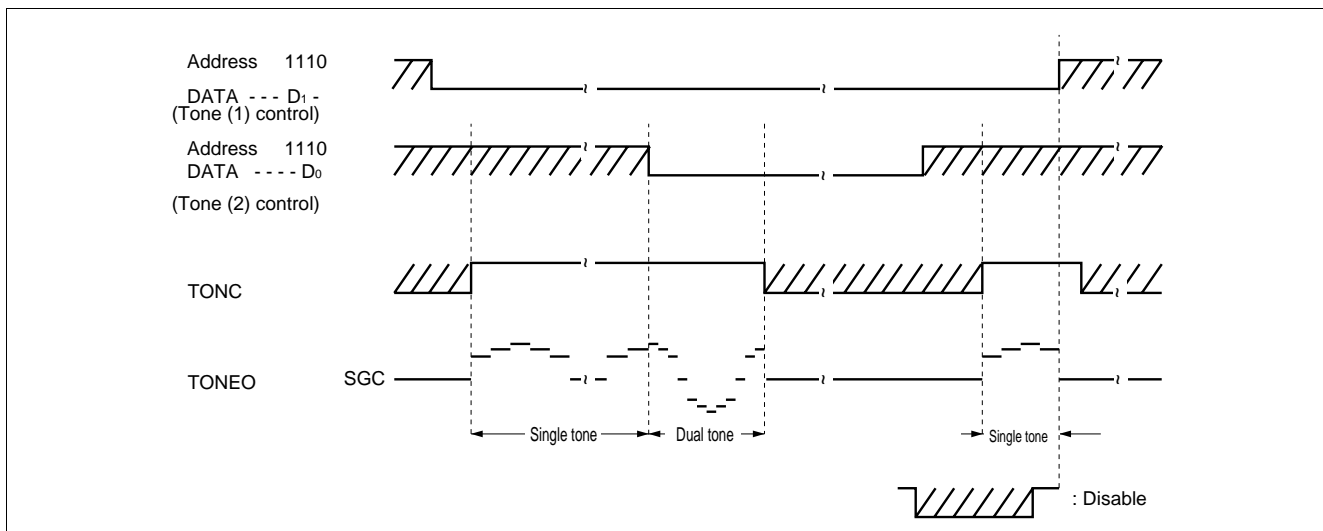 Address 1110
DATA - - - D1 -
(Tone (1) control)
Address 1110
DATA - - - - D0
(Tone (2) control)
TONC
TONEO SGC
Single tone Dual tone Single tone
: Disable